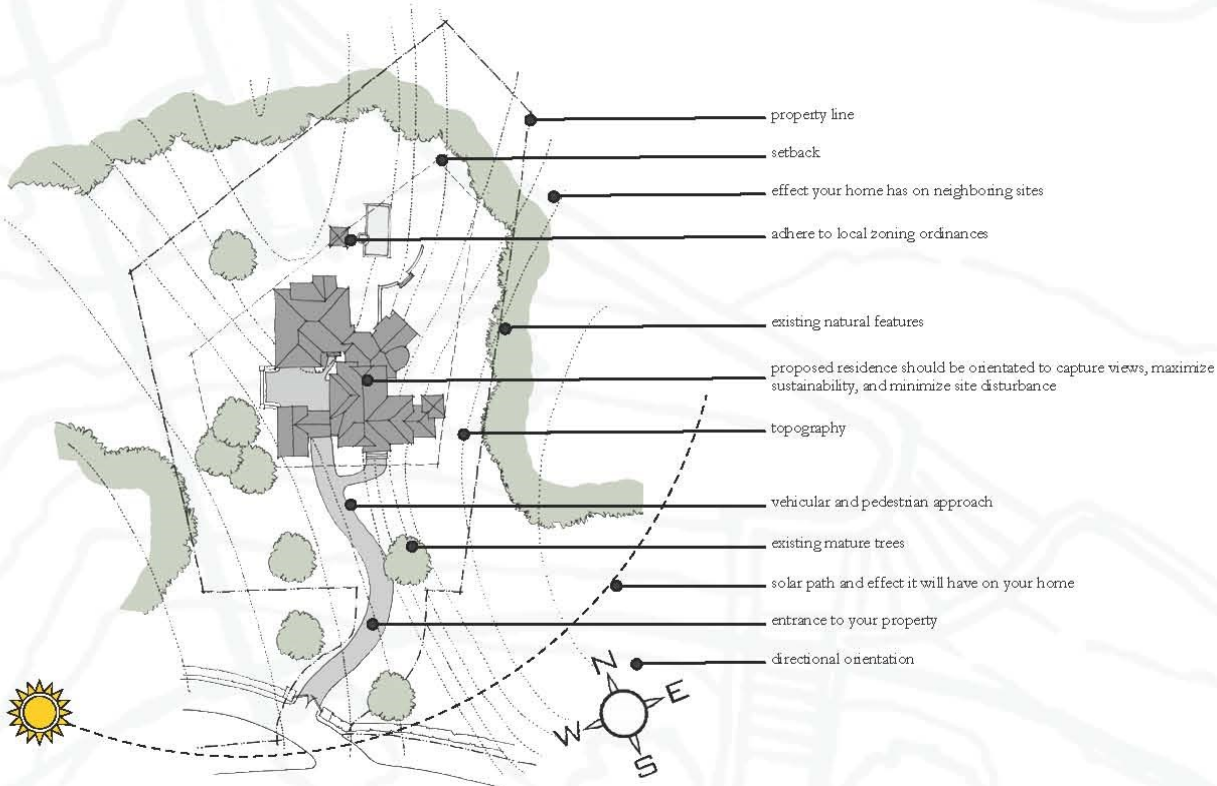 property line
setback
effect your home has on neighboring sites
adhere to local zoning ordinances
existing natural features
proposed residence should be orientated to capture views, maximize
sustainability, and minimize site disturbance
topography
vehicular and pedestrian approach
existing mature trees
solar path and effect it will have on your home
entrance to your property
directional orientation
N
E
W
S